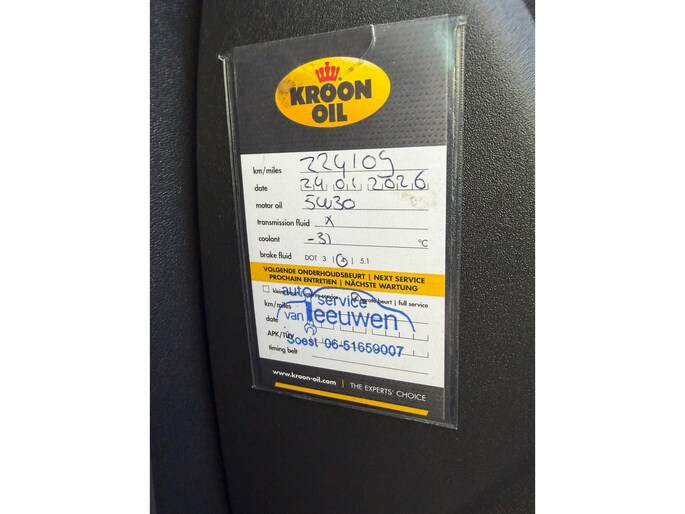 KROON
OIL
km/miles 224109
date 24 01 2026
motor oil 5W30
transmission fluid x
coolant -31 °C
brake fluid DOT 3 | 4 | 5.1
VOLGENDE ONDERHOUDSBEURT | NEXT SERVICE
PROCHAIN ENTRETIEN | NÄCHSTE WARTUNG
beurt | full service
auto service
km/miles
van Leeuwen
date
APK/TÜV
Soest 06-51659007
timing belt
www.kroon-oil.com | THE EXPERTS' CHOICE